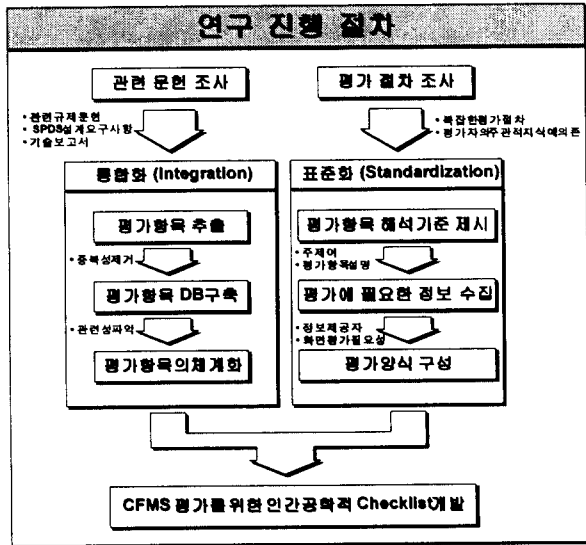 연구 진행 절차
관련 문헌 조사
• 관련규제문헌
• SPDS설계요구사항
• 기술보고서
통합화 (Integration)
평가항목 추출
• 중복성제거
평가항목 DB구축
• 관련성파악
평가항목의체계화
평가 절차 조사
• 복잡한평가절차
• 평가자의주관적지식에의존
표준화 (Standardization)
평가항목 해석기준 제시
• 주제어
• 평가항목설명
평가에 필요한 정보 수집
• 정보제공자
• 화면평가필요성
평가양식 구성
CFMS 평가를위한인간공학적 Checklist개발